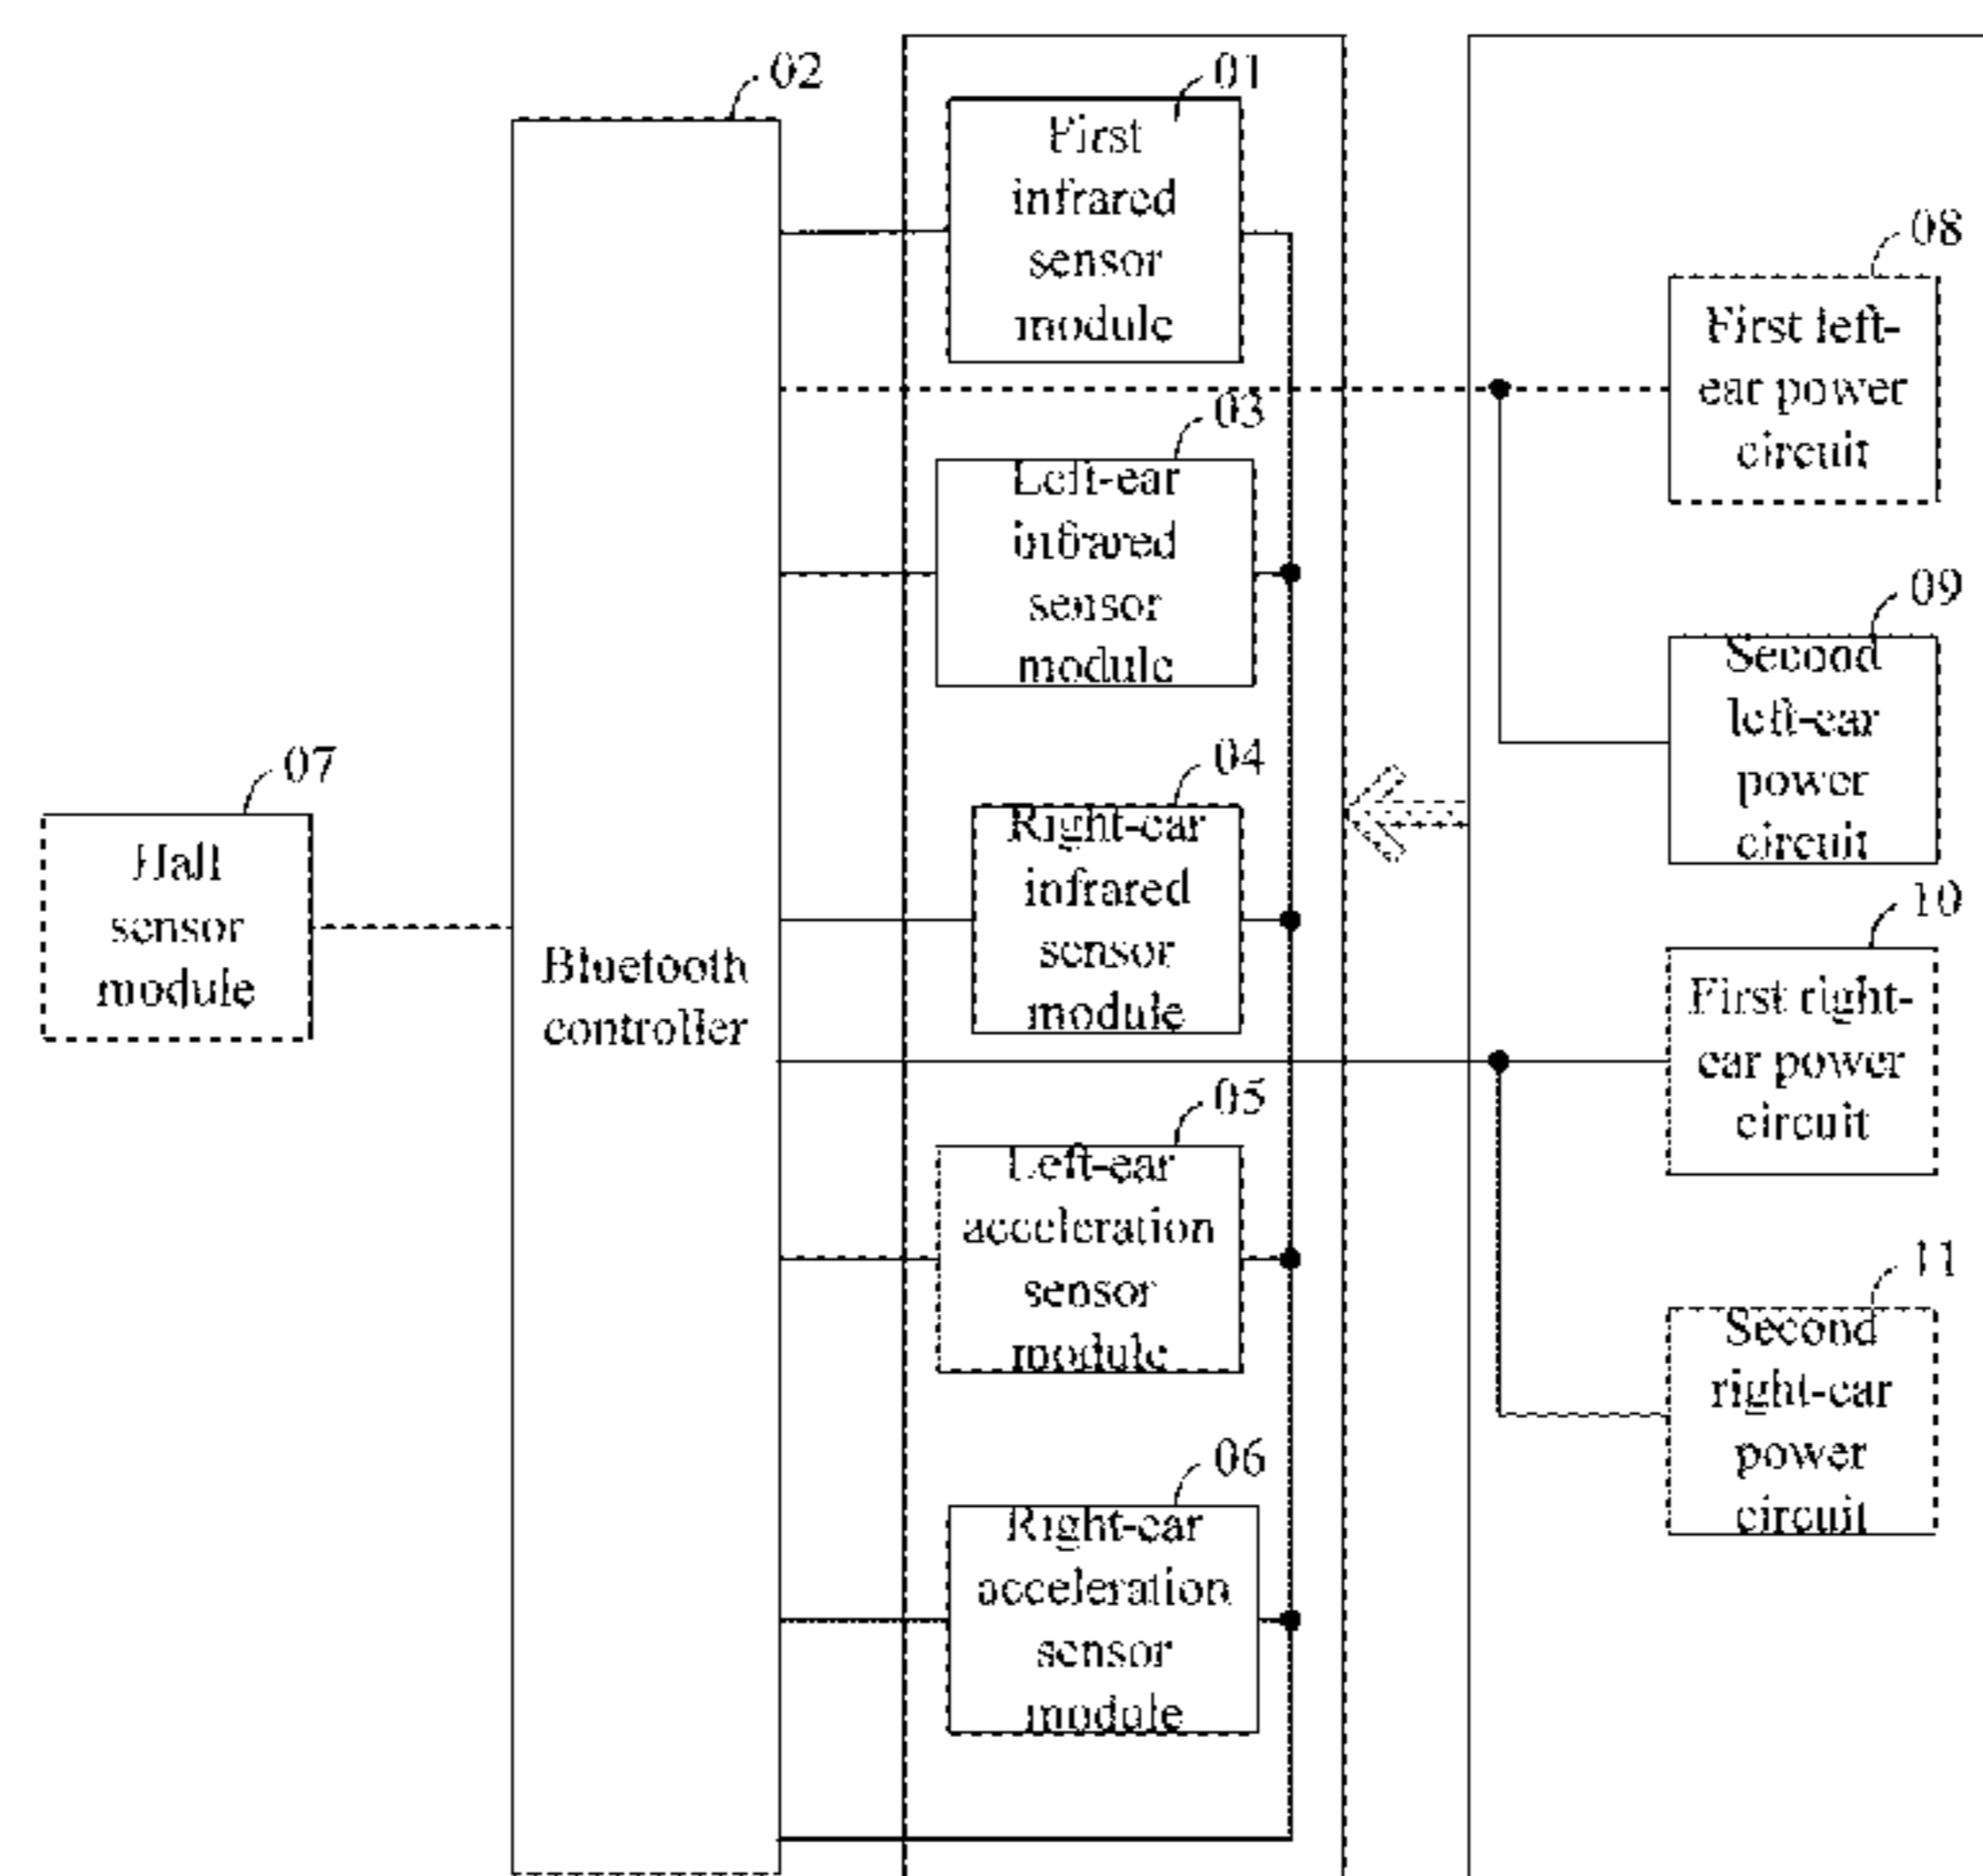 02
01
First
infrared
sensor
module
08
First left-
ear power
circuit
03
Left-ear
infrared
sensor
module
09
Second
left-ear
power
circuit
07
Hall
sensor
module
Bluetooth
controller
04
Right-ear
infrared
sensor
module
10
First right-
ear power
circuit
05
Left-ear
acceleration
sensor
module
11
Second
right-ear
power
circuit
06
Right-ear
acceleration
sensor
module